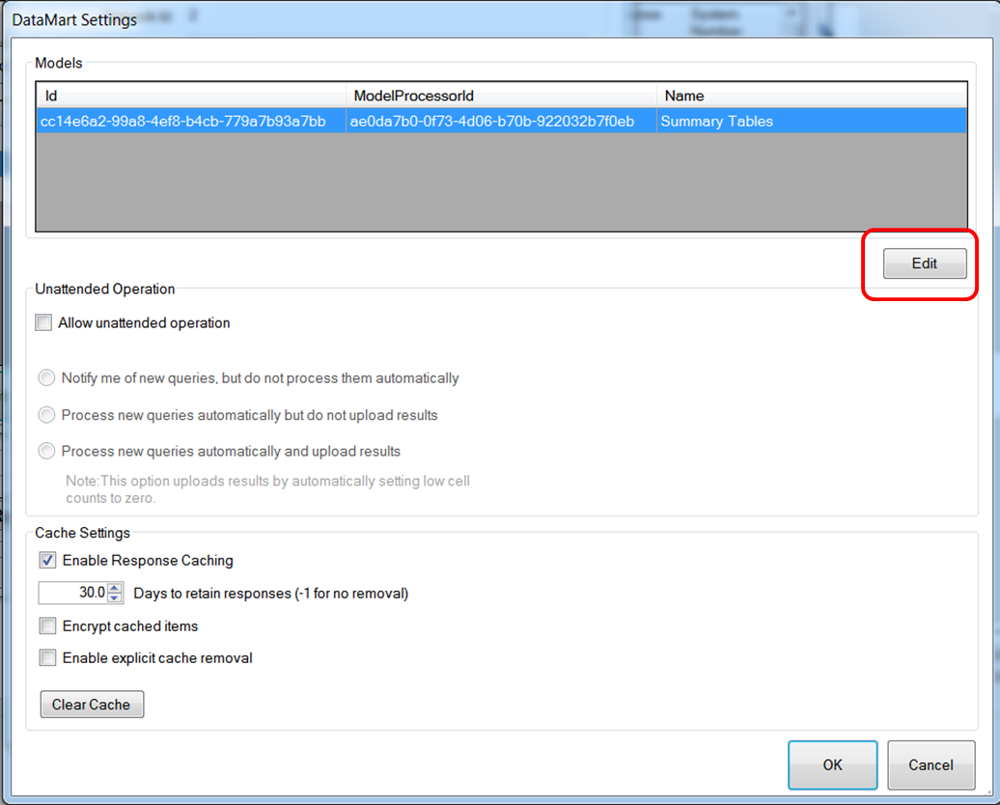 DataMart Settings
Models
Id ModelProcessorId Name
cc14e6a2-99a8-4ef8-b4cb-779a7b93a7bb ae0da7b0-0f73-4d06-b70b-922032b7f0eb Summary Tables
Edit
Unattended Operation
Allow unattended operation
Notify me of new queries, but do not process them automatically
Process new queries automatically but do not upload results
Process new queries automatically and upload results
Note:This option uploads results by automatically setting low cell
counts to zero.
Cache Settings
Enable Response Caching
30.0 Days to retain responses (-1 for no removal)
Encrypt cached items
Enable explicit cache removal
Clear Cache
OK Cancel